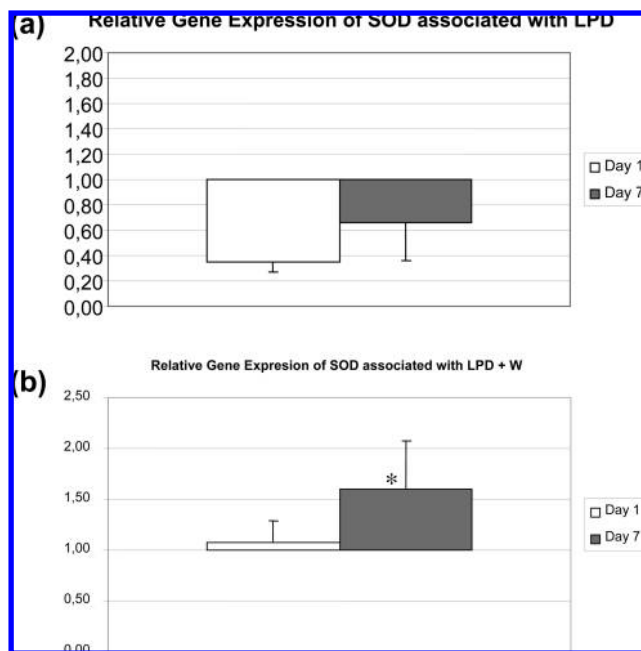 (a) Relative Gene Expression of SOD associated with LPD
2,00
1,80
1,60
1,40
1,20
1,00
0,80
0,60
0,40
0,20
0,00
Day 1
Day 7
Relative Gene Expresion of SOD associated with LPD + W
(b)
2,50
2,00
1,50
*
1,00
0,50
0,00
Day 1
Day 7